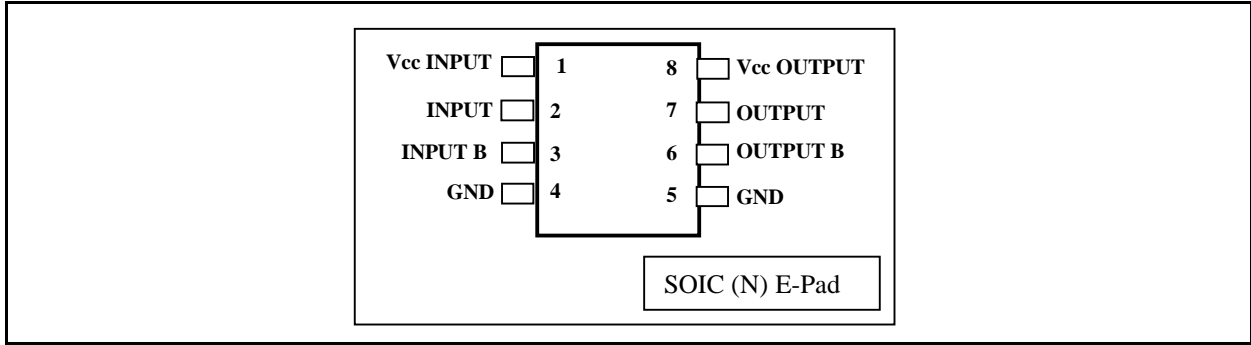 Vcc INPUT 1 8 Vcc OUTPUT
INPUT 2 7 OUTPUT
INPUT B 3 6 OUTPUT B
GND 4 5 GND
SOIC (N) E-Pad